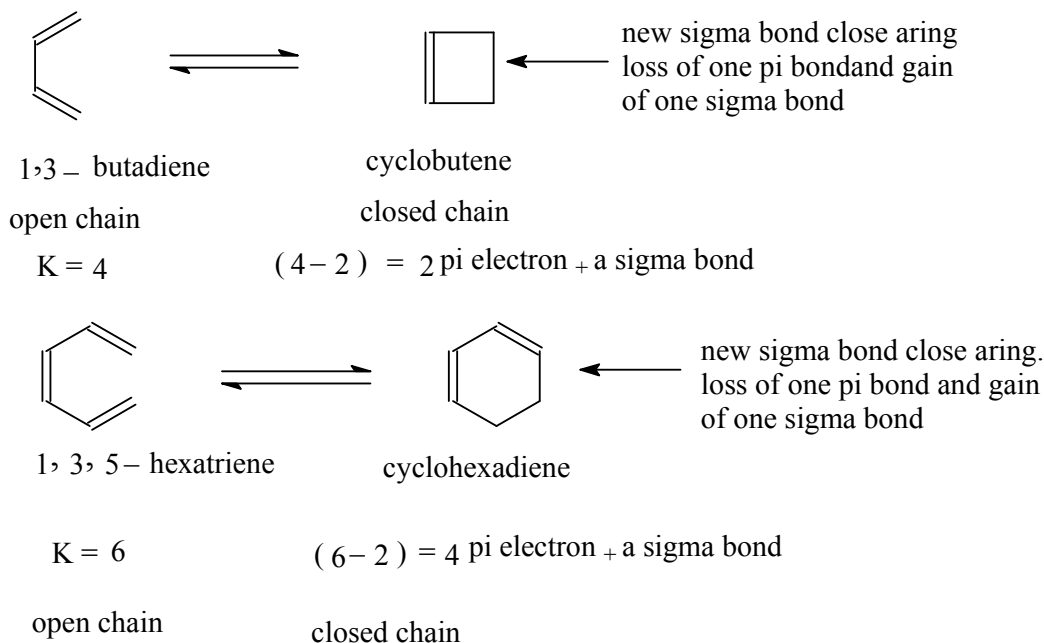 new sigma bond close aring
loss of one pi bondand gain
of one sigma bond
1,3 – butadiene
cyclobutene
open chain
closed chain
K = 4
( 4 – 2 ) = 2 pi electron + a sigma bond
new sigma bond close aring.
loss of one pi bond and gain
of one sigma bond
1, 3, 5 – hexatriene
cyclohexadiene
K = 6
( 6 – 2 ) = 4 pi electron + a sigma bond
open chain
closed chain